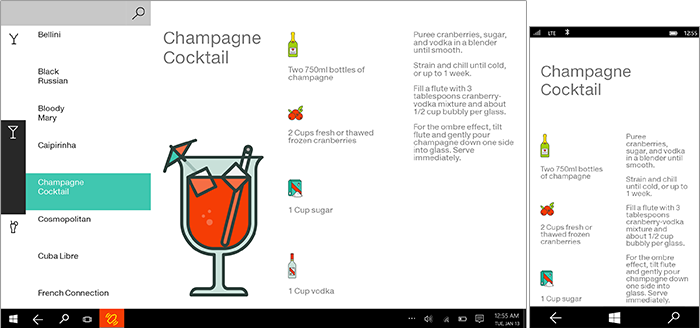 Bellini
Black
Russian
Bloody
Mary
Caipirinha
Champagne
Cocktail
Cosmopolitan
Cuba Libre
French Connection
Champagne
Cocktail
Two 750ml bottles of
champagne
2 Cups fresh or thawed
frozen cranberries
1 Cup sugar
1 Cup vodka
Puree cranberries, sugar,
and vodka in a blender
until smooth.
Strain and chill until cold,
or up to 1 week.
Fill a flute with 3
tablespoons cranberry-
vodka mixture and about
1/2 cup bubbly per glass.
For the ombre effect, tilt
flute and gently pour
champagne down one side
into glass. Serve
immediately.
12:55 AM
TUE, JAN 13
LTE
12:55
Champagne
Cocktail
Two 750ml bottles
of champagne
2 Cups fresh or
thawed frozen
cranberries
1 Cup sugar
Puree
cranberries,
sugar, and vodka
in a blender until
smooth.
Strain and chill
until cold, or up
to 1 week.
Fill a flute with 3
tablespoons
cranberry-vodka
mixture and
about 1/2 cup
bubbly per glass.
For the ombre
effect, tilt flute
and gently pour
champagne down
one side into
glass. Serve
immediately.